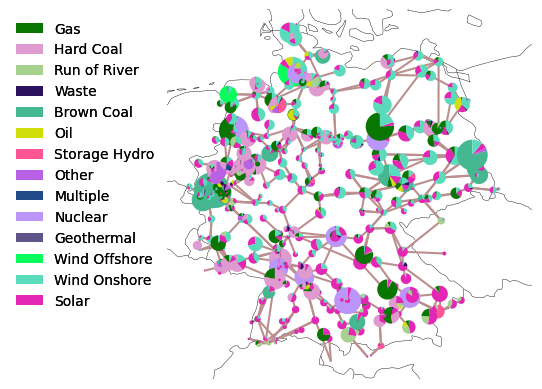 Gas
Hard Coal
Run of River
Waste
Brown Coal
Oil
Storage Hydro
Other
Multiple
Nuclear
Geothermal
Wind Offshore
Wind Onshore
Solar